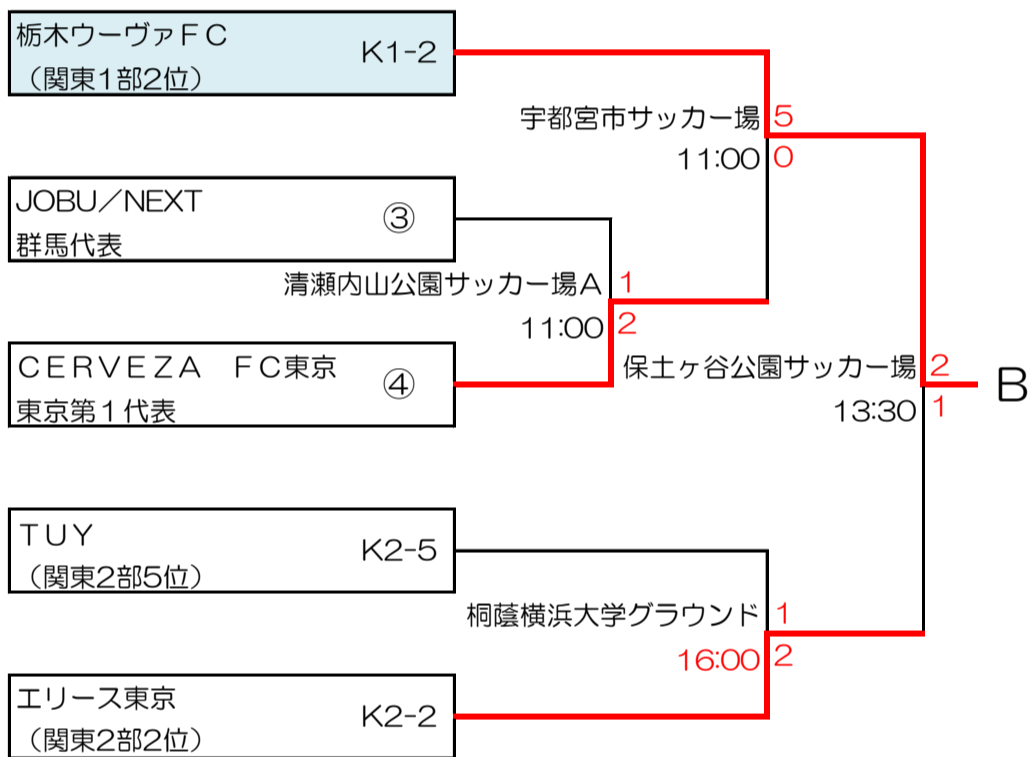 栃木ウーヴァＦＣ K1-2
（関東1部2位）
宇都宮市サッカー場 5
11:00 0
JOBU／NEXT ③
群馬代表
清瀬内山公園サッカー場A 1
11:00 2
ＣＥＲＶＥＺＡ　ＦＣ東京 ④
東京第１代表
保土ヶ谷公園サッカー場 2
B
13:30 1
ＴＵＹ K2-5
（関東2部5位）
桐蔭横浜大学グラウンド 1
16:00 2
エリース東京 K2-2
（関東2部2位）